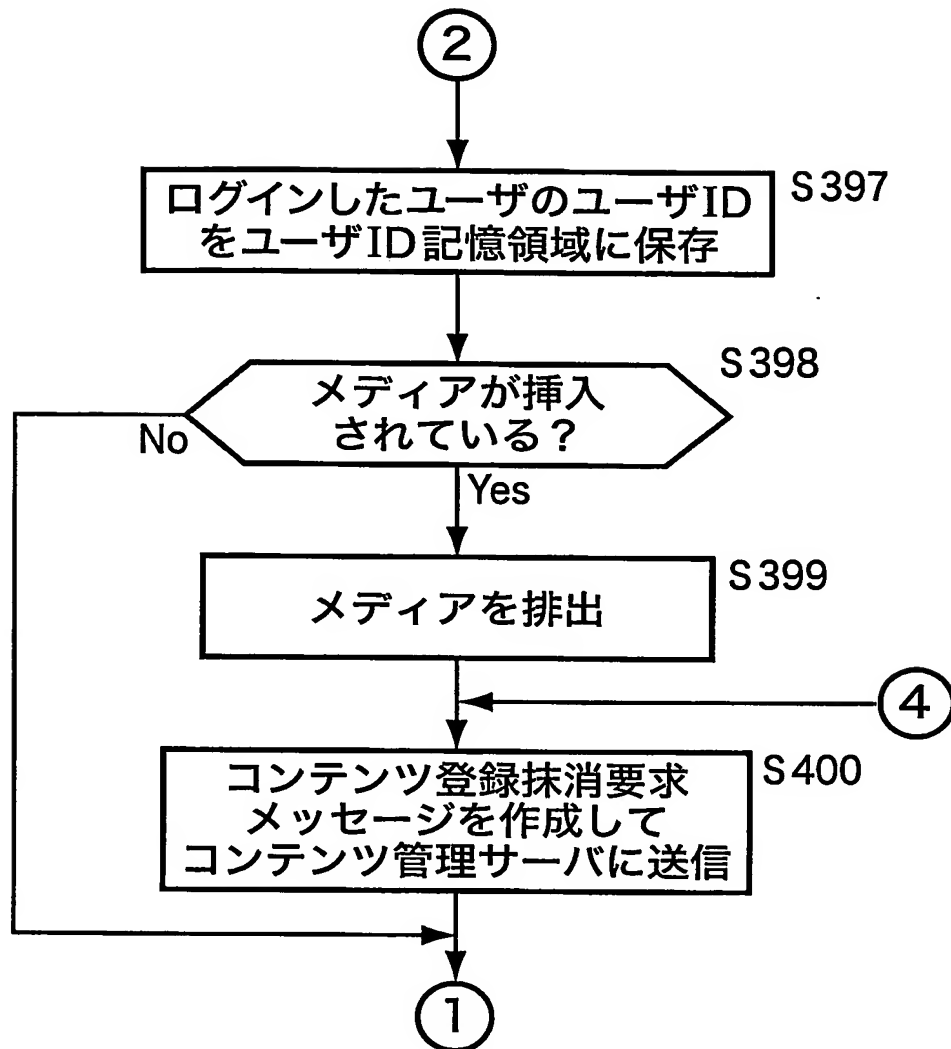 ②
ログインしたユーザのユーザID
をユーザID記憶領域に保存
S397
メディアが挿入
されている？
S398
No
Yes
メディアを排出
S399
④
コンテンツ登録抹消要求
メッセージを作成して
コンテンツ管理サーバに送信
S400
①